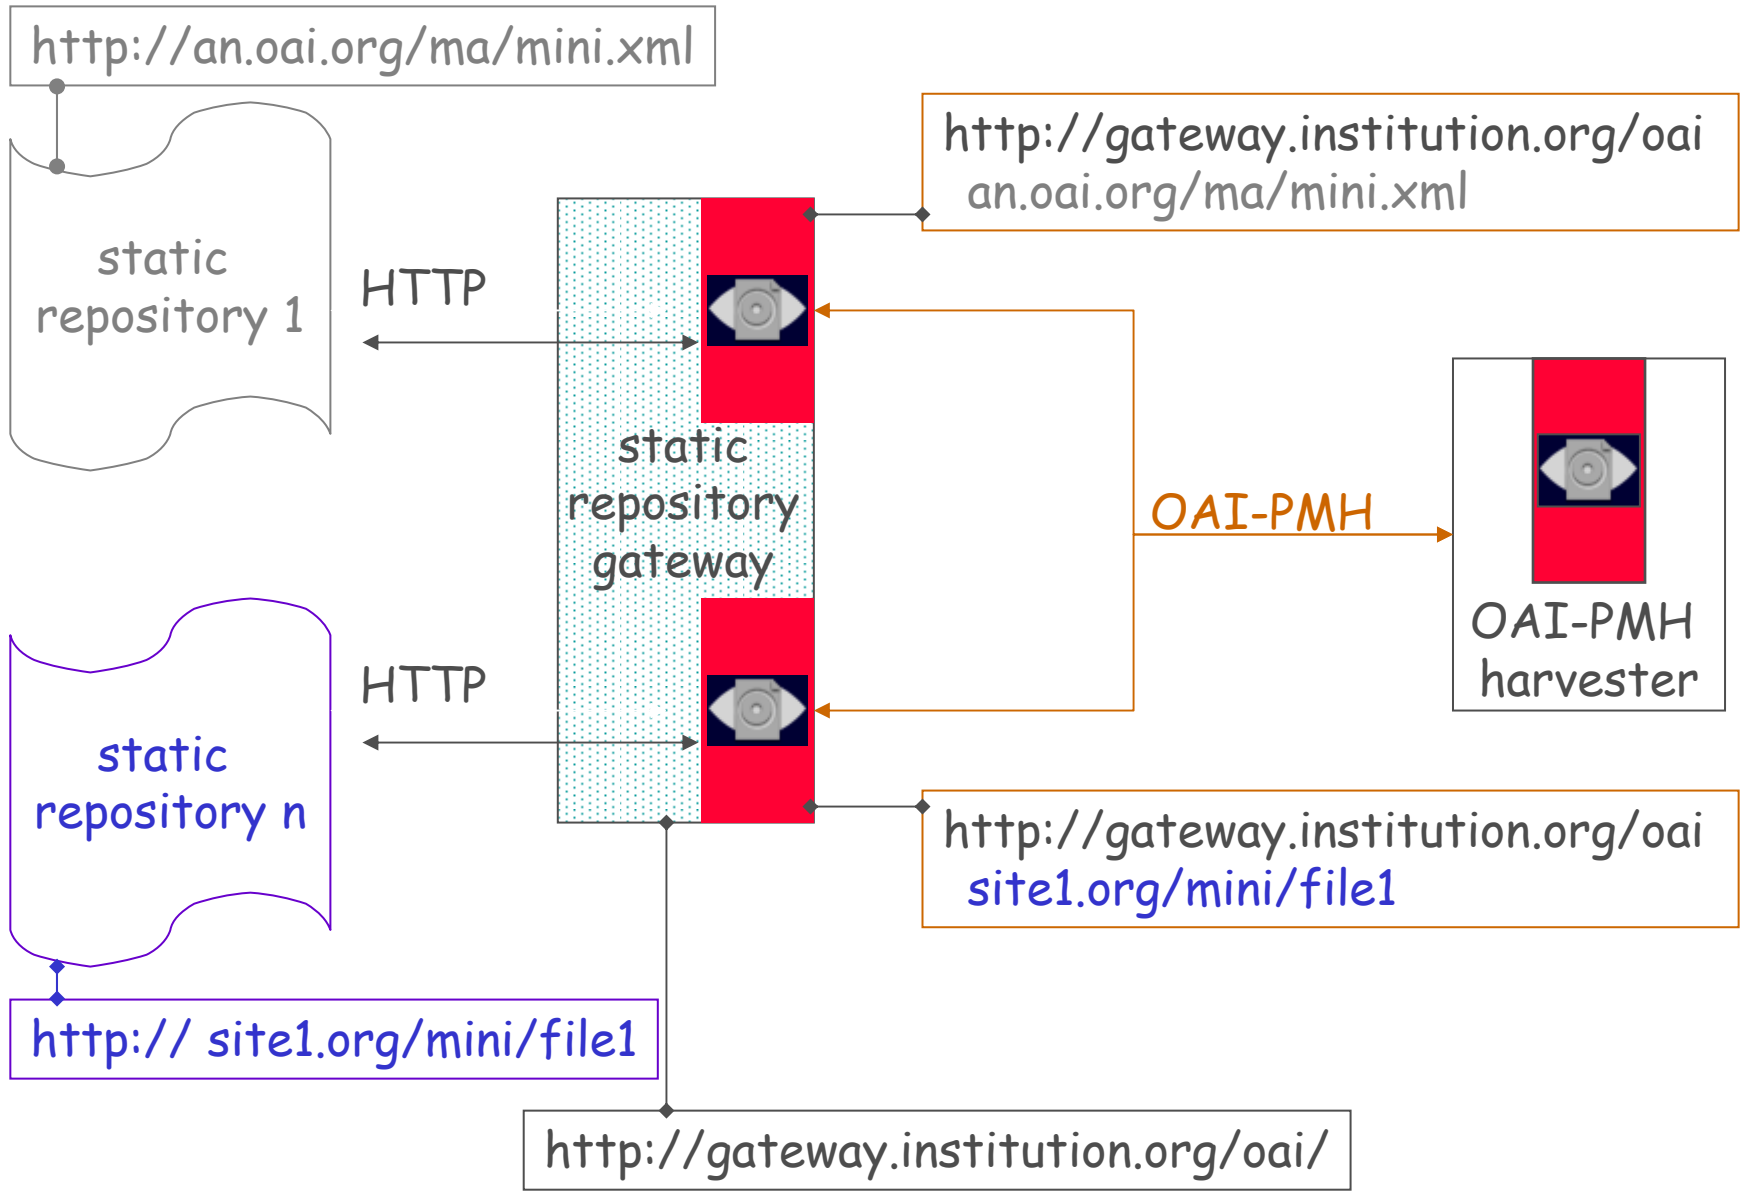 http://an.oai.org/ma/mini.xml
static
repository 1
HTTP
http://gateway.institution.org/oai
an.oai.org/ma/mini.xml
static
repository
gateway
OAI-PMH
OAI-PMH
harvester
HTTP
static
repository n
http://gateway.institution.org/oai
site1.org/mini/file1
http:// site1.org/mini/file1
http://gateway.institution.org/oai/